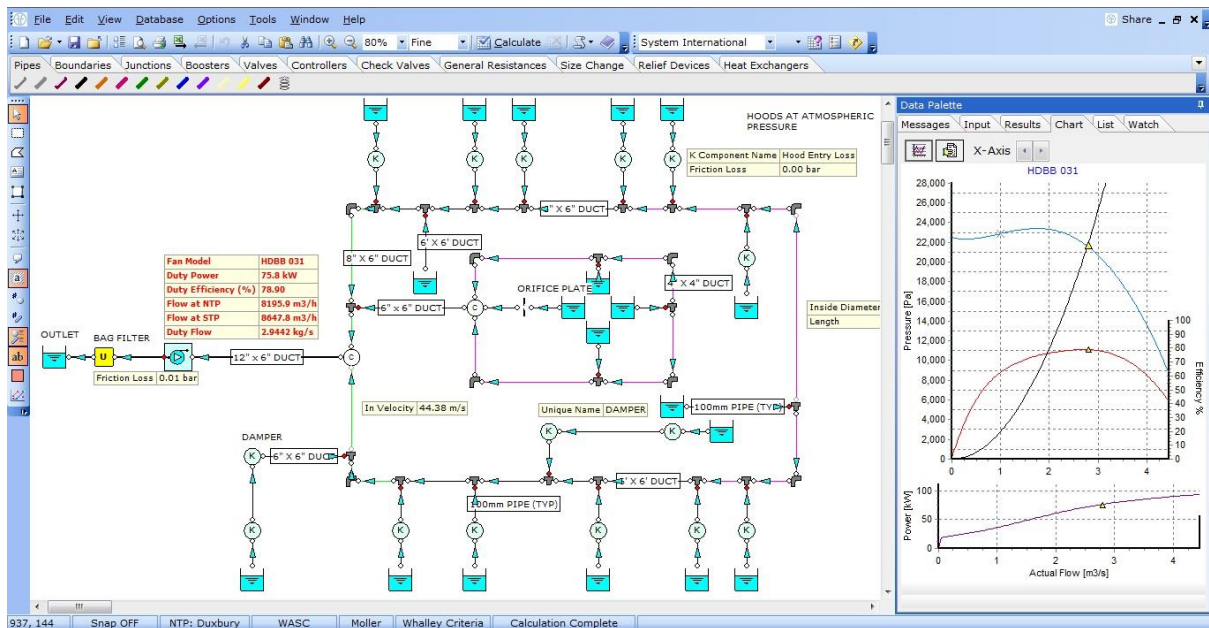 File Edit View Database Options Tools Window Help
Share
80% Fine Calculate System International
Pipes Boundaries Junctions Boosters Valves Controllers Check Valves General Resistances Size Change Relief Devices Heat Exchangers
Data Palette
Messages Input Results Chart List Watch
X-Axis
HDBB 031
HOODS AT ATMOSPHERIC
PRESSURE
K Component Name Hood Entry Loss
Friction Loss 0.00 bar
K K K K K
" X 6" DUCT
6' X 6' DUCT
8" X 6" DUCT
K
Fan Model HDBB 031
Duty Power 75.8 kW
Duty Efficiency (%) 78.90
Flow at NTP 8195.9 m3/h
Flow at STP 8647.8 m3/h
Duty Flow 2.9442 kg/s
4" X 4" DUCT
ORIFICE PLATE
6" x 6" DUCT
C
Inside Diameter
Length
OUTLET
BAG FILTER
U
12" x 6" DUCT
C
Friction Loss 0.01 bar
In Velocity 44.38 m/s
Unique Name DAMPER
100mm PIPE (TYP)
K K
DAMPER
K
6" X 6" DUCT
' X 6' DUCT
100mm PIPE (TYP)
K K K K K K
28,000
26,000
24,000
22,000
20,000
18,000
16,000
14,000
12,000
10,000
8,000
6,000
4,000
2,000
0
Pressure [Pa]
100
90
80
70
60
50
40
30
20
10
0
Efficiency %
0 1 2 3 4
100
50
0
Power [kW]
0 1 2 3 4
Actual Flow [m3/s]
937, 144 Snap OFF NTP: Duxbury WASC Moller Whalley Criteria Calculation Complete